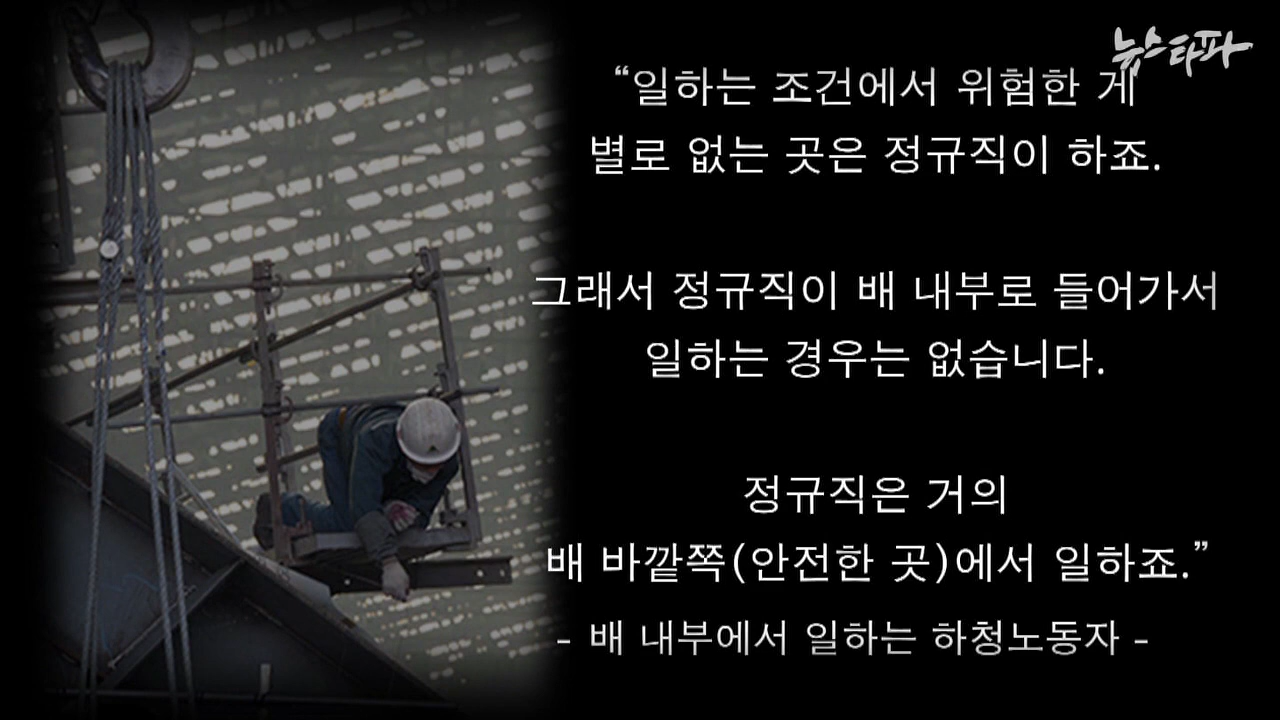 뉴스타파
“일하는 조건에서 위험한 게
별로 없는 곳은 정규직이 하죠.
그래서 정규직이 배 내부로 들어가서
일하는 경우는 없습니다.
정규직은 거의
배 바깥쪽(안전한 곳)에서 일하죠.”
- 배 내부에서 일하는 하청노동자 -